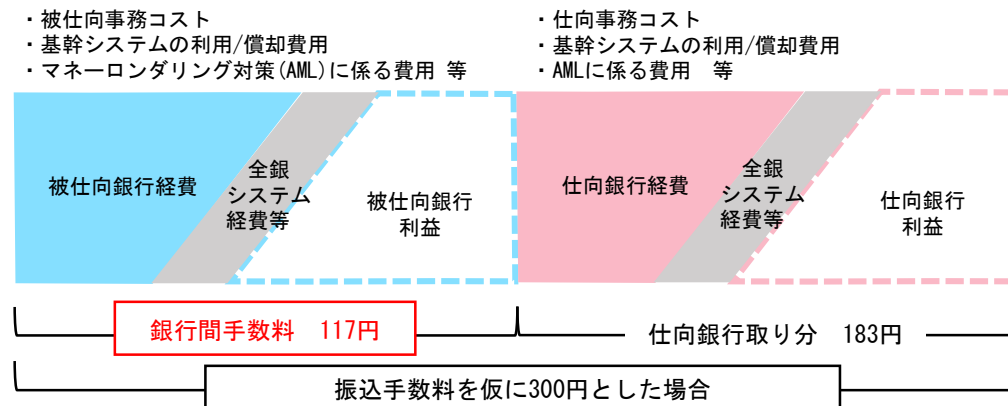 ・被仕向事務コスト
・基幹システムの利用/償却費用
・マネーロンダリング対策(AML)に係る費用 等
・仕向事務コスト
・基幹システムの利用/償却費用
・AMLに係る費用　等
被仕向銀行経費
全銀
システム
経費等
被仕向銀行
利益
仕向銀行経費
全銀
システム
経費等
仕向銀行
利益
銀行間手数料　117円
仕向銀行取り分　183円
振込手数料を仮に300円とした場合